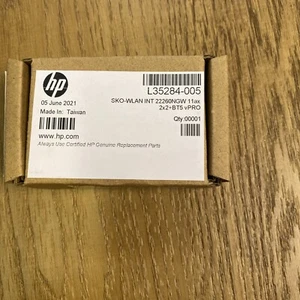 hp
L35284-005
05 June 2021
SKO-WLAN INT 22260NGW 11ax
2x2+BT5 vPRO
Made In: Taiwan
Qty:00001
www.hp.com
Always Use Certified HP Genuine Replacement Parts